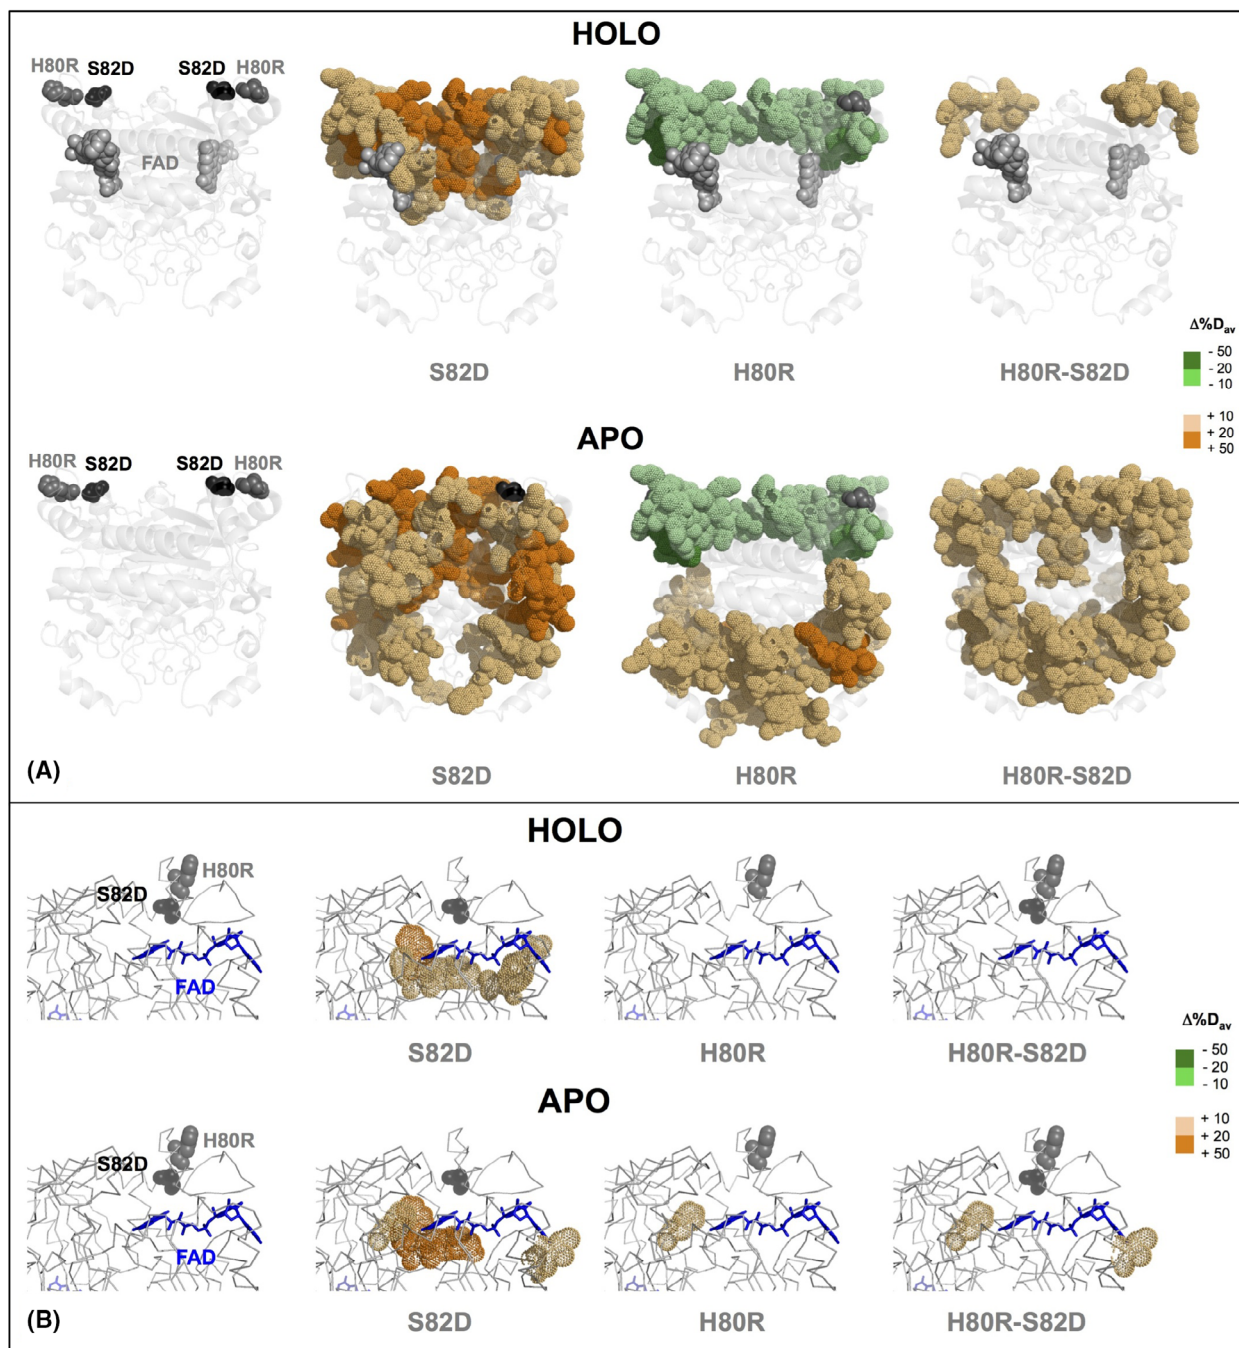 HOLO
H80R S82D S82D H80R
FAD
S82D H80R H80R-S82D
Δ%Dav
- 50
- 20
- 10
+ 10
+ 20
+ 50
APO
H80R S82D S82D H80R
(A) S82D H80R H80R-S82D
HOLO
H80R
S82D
FAD
S82D H80R H80R-S82D
Δ%Dav
- 50
- 20
- 10
+ 10
+ 20
+ 50
APO
H80R
S82D
FAD
(B) S82D H80R H80R-S82D